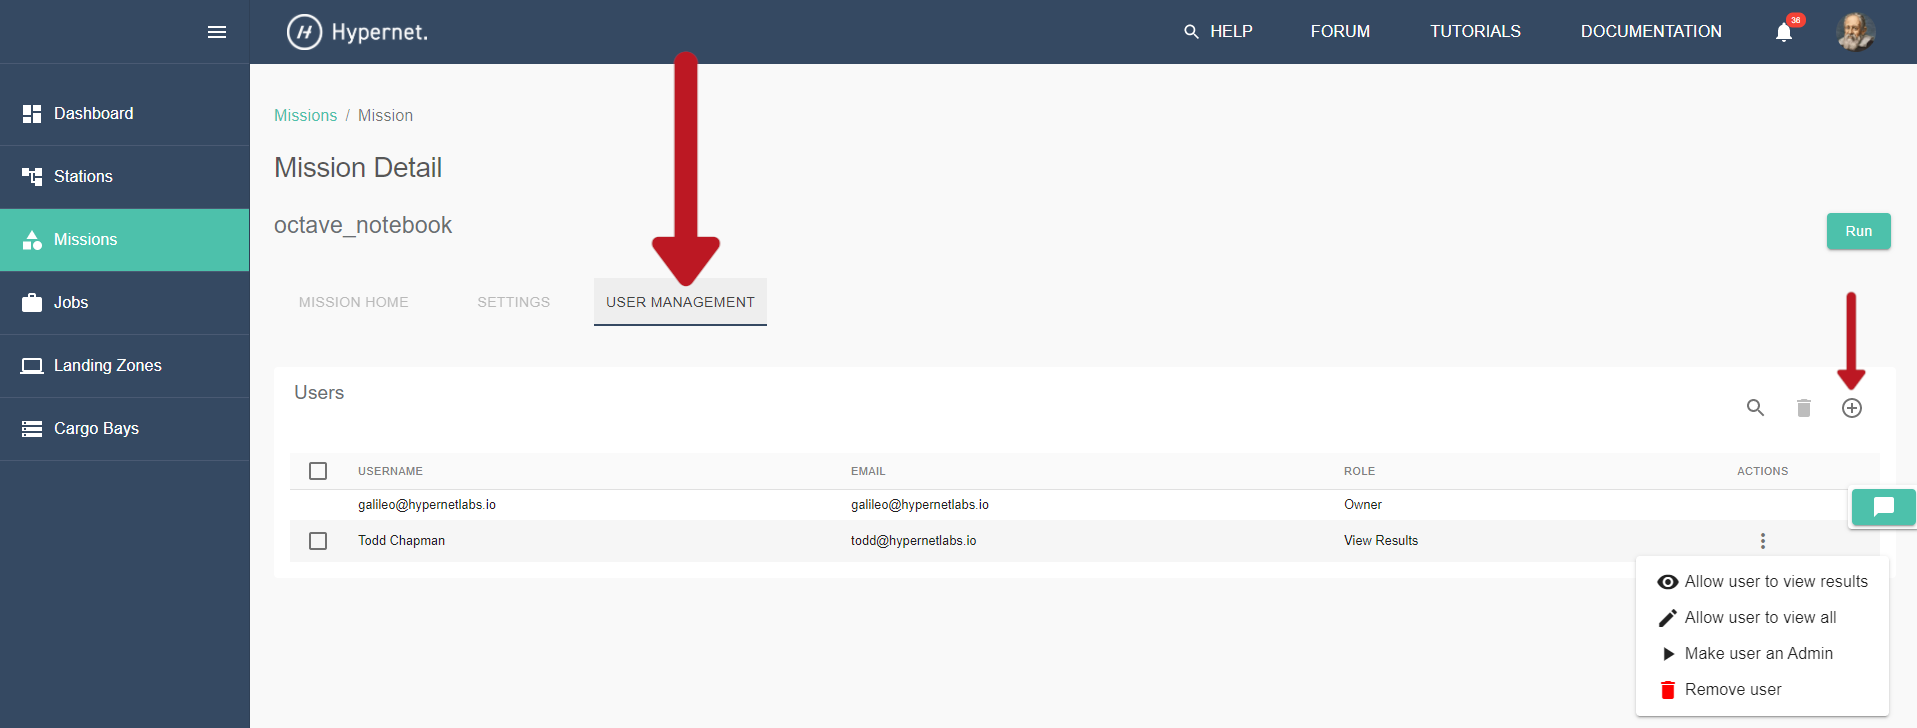 Hypernet.
HELP
FORUM
TUTORIALS
DOCUMENTATION
36
Dashboard
Stations
Missions
Jobs
Landing Zones
Cargo Bays
Missions / Mission
Mission Detail
octave_notebook
Run
MISSION HOME
SETTINGS
USER MANAGEMENT
Users
USERNAME EMAIL ROLE ACTIONS
galileo@hypernetlabs.io galileo@hypernetlabs.io Owner
Todd Chapman todd@hypernetlabs.io View Results
Allow user to view results
Allow user to view all
Make user an Admin
Remove user